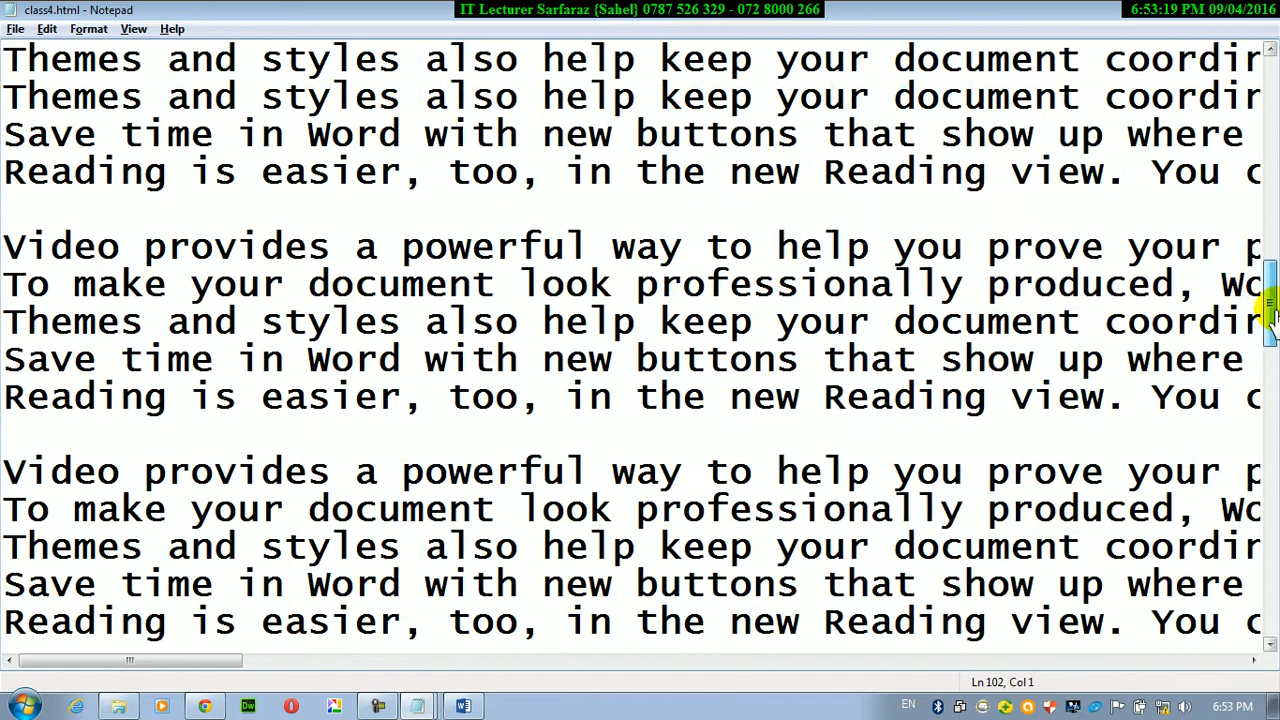 class4.html - Notepad
IT Lecturer Sarfaraz {Sahel} 0787 526 329 - 072 8000 266
6:53:19 PM 09/04/2016
File Edit Format View Help
Themes and styles also help keep your document coordin
Themes and styles also help keep your document coordin
Save time in Word with new buttons that show up where
Reading is easier, too, in the new Reading view. You c
Video provides a powerful way to help you prove your p
To make your document look professionally produced, Wo
Themes and styles also help keep your document coordin
Save time in Word with new buttons that show up where
Reading is easier, too, in the new Reading view. You c
Video provides a powerful way to help you prove your p
To make your document look professionally produced, Wo
Themes and styles also help keep your document coordin
Save time in Word with new buttons that show up where
Reading is easier, too, in the new Reading view. You c
Ln 102, Col 1
Dw
EN
6:53 PM